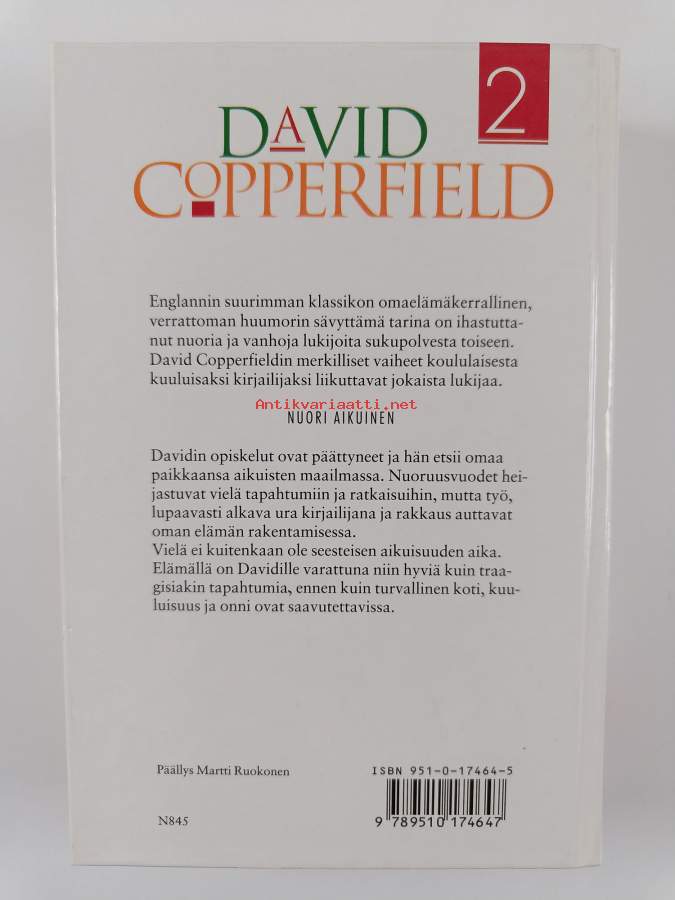 2
DAVID
COPPERFIELD
Englannin suurimman klassikon omaelämäkerrallinen,
verrattoman huumorin sävyttämä tarina on ihastutta-
nut nuoria ja vanhoja lukijoita sukupolvesta toiseen.
David Copperfieldin merkilliset vaiheet koululaisesta
kuuluisaksi kirjailijaksi liikuttavat jokaista lukijaa.
Antikvariaatti.net
NUORI AIKUINEN
Davidin opiskelut ovat päättyneet ja hän etsii omaa
paikkaansa aikuisten maailmassa. Nuoruusvuodet hei-
jastuvat vielä tapahtumiin ja ratkaisuihin, mutta työ,
lupaavasti alkava ura kirjailijana ja rakkaus auttavat
oman elämän rakentamisessa.
Vielä ei kuitenkaan ole seesteisen aikuisuuden aika.
Elämällä on Davidille varattuna niin hyviä kuin traa-
gisiakin tapahtumia, ennen kuin turvallinen koti, kuu-
luisuus ja onni ovat saavutettavissa.
Päällys Martti Ruokonen
ISBN 951-0-17464-5
9 789510 174647
N845